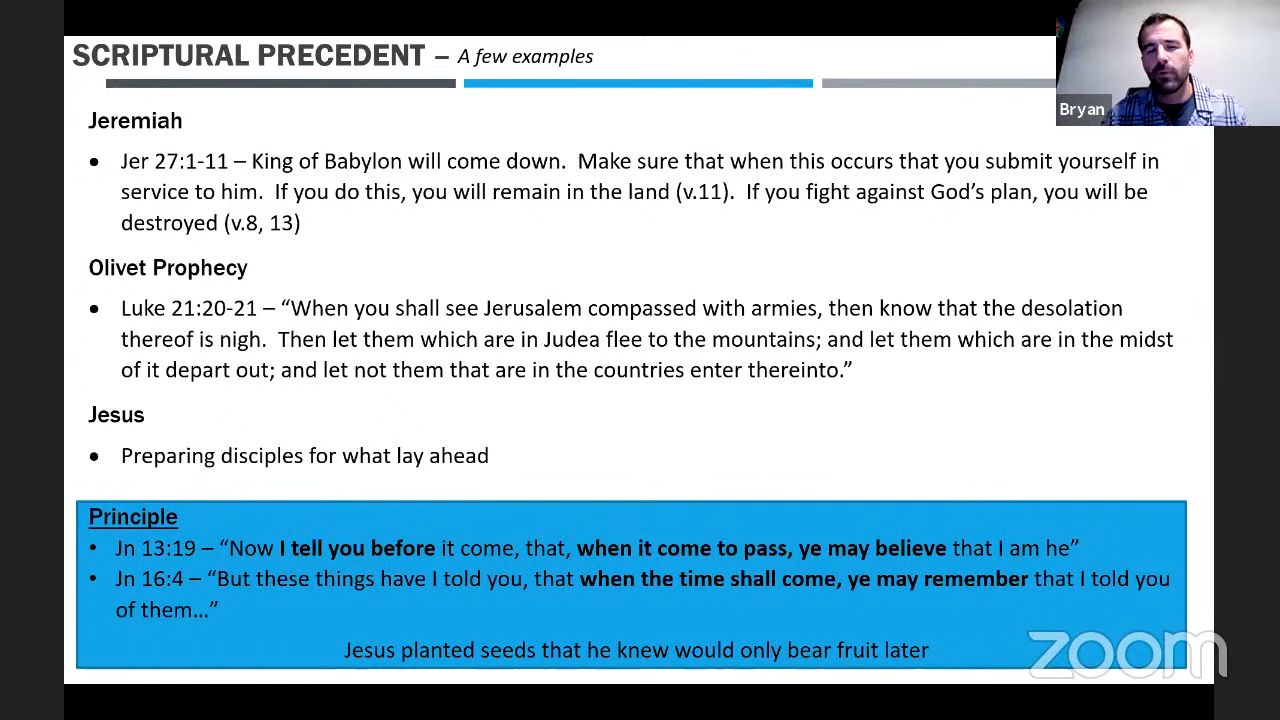 SCRIPTURAL PRECEDENT – A few examples
Bryan
Jeremiah
• Jer 27:1-11 – King of Babylon will come down. Make sure that when this occurs that you submit yourself in
service to him. If you do this, you will remain in the land (v.11). If you fight against God’s plan, you will be
destroyed (v.8, 13)
Olivet Prophecy
• Luke 21:20-21 – “When you shall see Jerusalem compassed with armies, then know that the desolation
thereof is nigh. Then let them which are in Judea flee to the mountains; and let them which are in the midst
of it depart out; and let not them that are in the countries enter thereinto.”
Jesus
• Preparing disciples for what lay ahead
Principle
• Jn 13:19 – “Now I tell you before it come, that, when it come to pass, ye may believe that I am he”
• Jn 16:4 – “But these things have I told you, that when the time shall come, ye may remember that I told you
of them…”
Jesus planted seeds that he knew would only bear fruit later
zoom